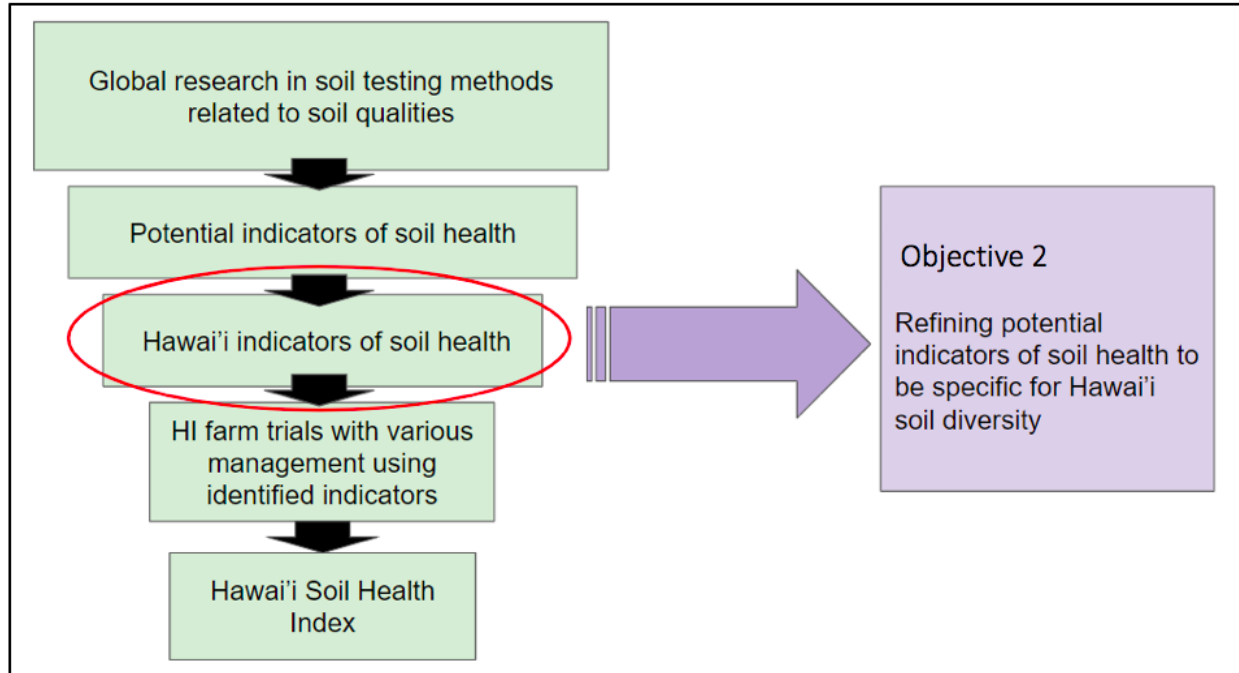 Global research in soil testing methods
related to soil qualities
Potential indicators of soil health
Hawai’i indicators of soil health
HI farm trials with various
management using
identified indicators
Hawai’i Soil Health
Index
Objective 2
Refining potential
indicators of soil health to
be specific for Hawai’i
soil diversity